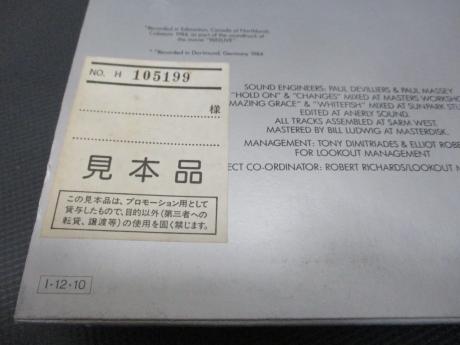 *Recorded in Edmonton, Canada at Northlands
Coliseum 1984 as part of the soundtrack of
the movie "9012LIVE"
* *Recorded in Dortmund, Germany 1984
NO. H 105199
様
見本品
この見本品は、プロモーション用として
貸与したもので、目的以外(第三者への
転貸、譲渡等)の使用を固く禁じます。
SOUND ENGINEERS: PAUL DEVILLIERS & PAUL MASSEY
"HOLD ON" & "CHANGES" MIXED AT MASTERS WORKSHO
MAZING GRACE" & "WHITEFISH" MIXED AT SUNPARK STU
EDITED AT ANERLY SOUND.
ALL TRACKS ASSEMBLED AT SARM WEST.
MASTERED BY BILL LUDWIG AT MASTERDISK.
MANAGEMENT: TONY DIMITRIADES & ELLIOT ROBE
FOR LOOKOUT MANAGEMENT
ECT CO-ORDINATOR: ROBERT RICHARDS/LOOKOUT M
I-12-10